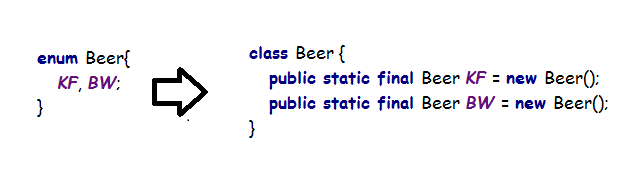 enum Beer{
KF, BW;
}
class Beer {
public static final Beer KF = new Beer();
public static final Beer BW = new Beer();
}